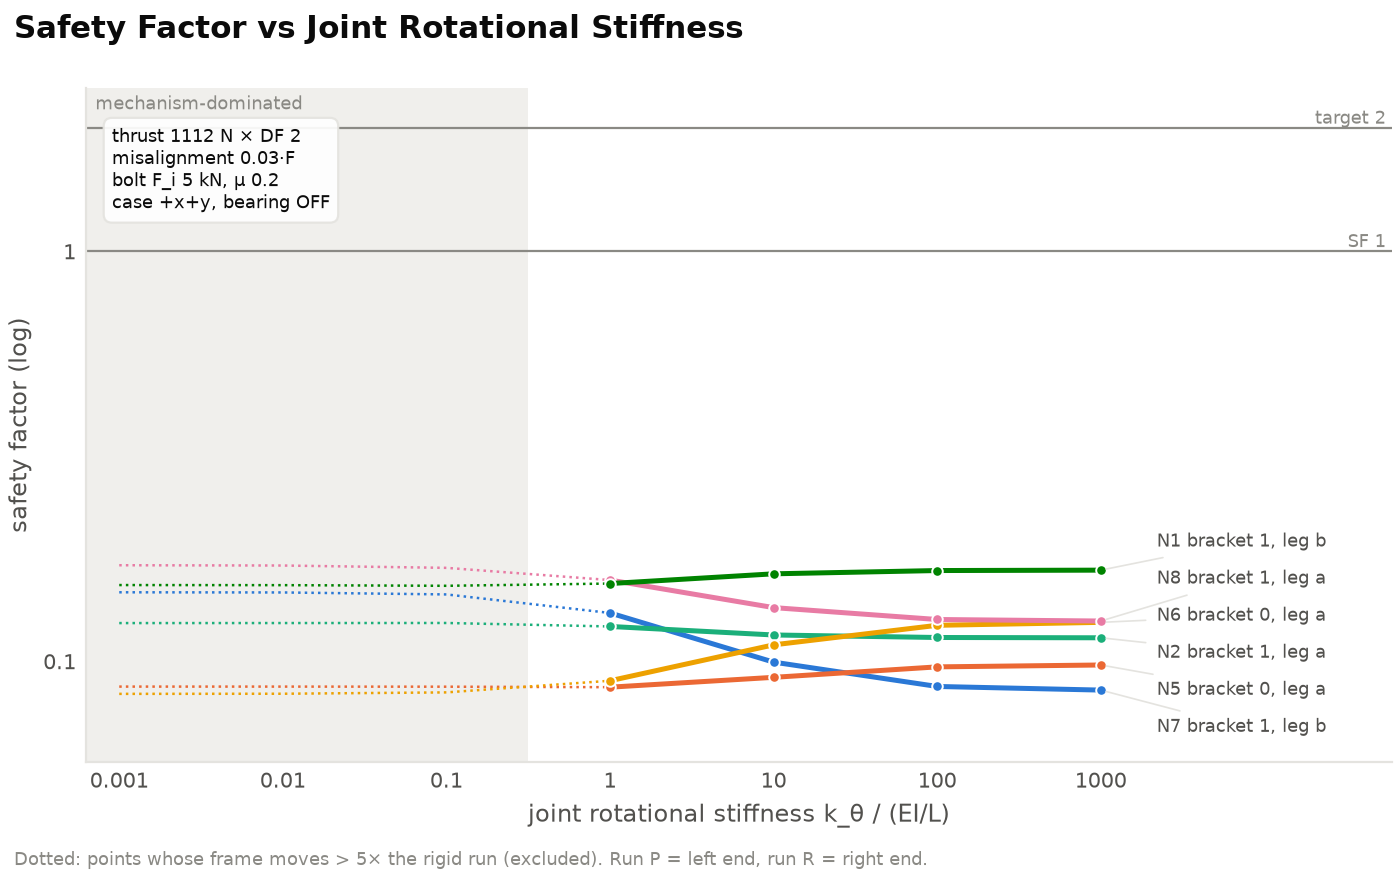 Safety Factor vs Joint Rotational Stiffness
mechanism-dominated
thrust 1112 N × DF 2
misalignment 0.03·F
bolt F_i 5 kN, μ 0.2
case +x+y, bearing OFF
target 2
SF 1
1
0.1
safety factor (log)
N1 bracket 1, leg b
N8 bracket 1, leg a
N6 bracket 0, leg a
N2 bracket 1, leg a
N5 bracket 0, leg a
N7 bracket 1, leg b
0.001 0.01 0.1 1 10 100 1000
joint rotational stiffness k_θ / (EI/L)
Dotted: points whose frame moves > 5× the rigid run (excluded). Run P = left end, run R = right end.